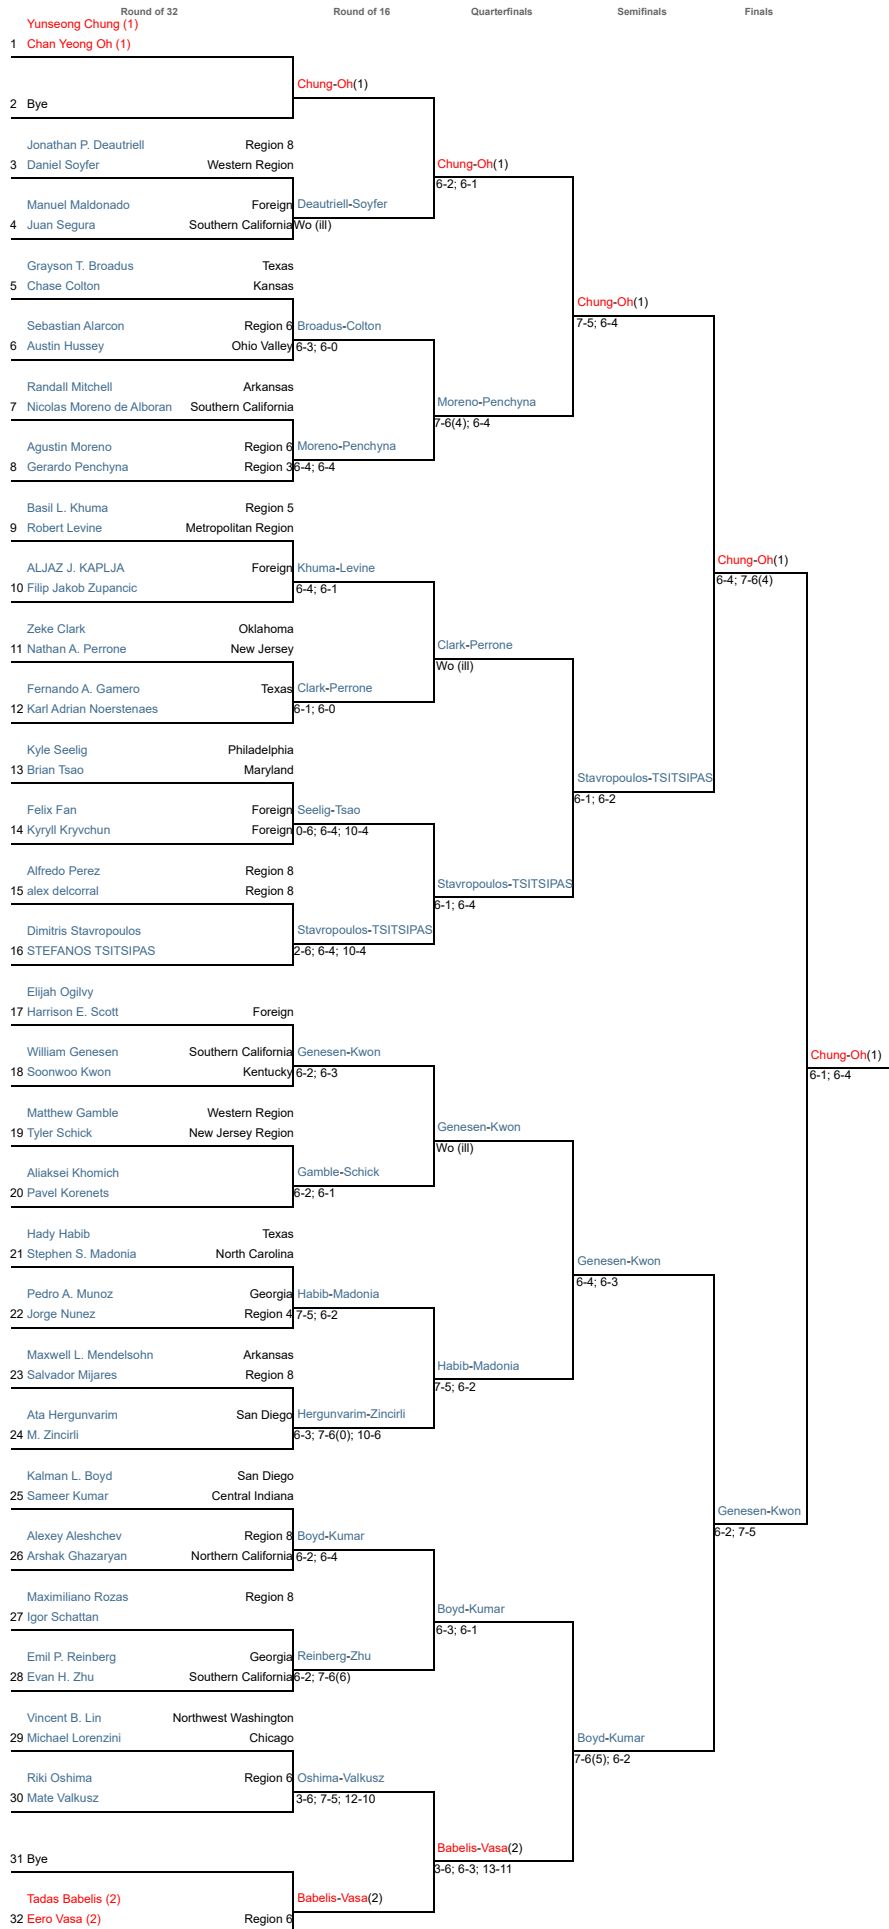 Round of 32 Round of 16 Quarterfinals Semifinals Finals
Yunseong Chung (1)
1 Chan Yeong Oh (1)
Chung-Oh(1)
2 Bye
Jonathan P. Deautriell Region 8
3 Daniel Soyfer Western Region
Chung-Oh(1)
6-2; 6-1
Manuel Maldonado Foreign Deautriell-Soyfer
4 Juan Segura Southern California Wo (ill)
Grayson T. Broadus Texas
5 Chase Colton Kansas
Chung-Oh(1)
7-5; 6-4
Sebastian Alarcon Region 6 Broadus-Colton
6 Austin Hussey Ohio Valley 6-3; 6-0
Randall Mitchell Arkansas
7 Nicolas Moreno de Alboran Southern California
Moreno-Penchyna
7-6(4); 6-4
Agustin Moreno Region 6 Moreno-Penchyna
8 Gerardo Penchyna Region 3 6-4; 6-4
Basil L. Khuma Region 5
9 Robert Levine Metropolitan Region
Chung-Oh(1)
6-4; 7-6(4)
ALJAZ J. KAPLJA Foreign Khuma-Levine
10 Filip Jakob Zupancic 6-4; 6-1
Zeke Clark Oklahoma
11 Nathan A. Perrone New Jersey
Clark-Perrone
Wo (ill)
Fernando A. Gamero Texas Clark-Perrone
12 Karl Adrian Noerstenaes 6-1; 6-0
Kyle Seelig Philadelphia
13 Brian Tsao Maryland
Stavropoulos-TSITSIPAS
6-1; 6-2
Felix Fan Foreign Seelig-Tsao
14 Kyryll Kryvchun Foreign 0-6; 6-4; 10-4
Alfredo Perez Region 8
15 alex delcorral Region 8
Stavropoulos-TSITSIPAS
6-1; 6-4
Dimitris Stavropoulos Stavropoulos-TSITSIPAS
16 STEFANOS TSITSIPAS 2-6; 6-4; 10-4
Elijah Ogilvy
17 Harrison E. Scott Foreign
William Genesen Southern California Genesen-Kwon
18 Soonwoo Kwon Kentucky 6-2; 6-3
Chung-Oh(1)
6-1; 6-4
Matthew Gamble Western Region
19 Tyler Schick New Jersey Region
Genesen-Kwon
Wo (ill)
Aliaksei Khomich Gamble-Schick
20 Pavel Korenets 6-2; 6-1
Hady Habib Texas
21 Stephen S. Madonia North Carolina
Genesen-Kwon
6-4; 6-3
Pedro A. Munoz Georgia Habib-Madonia
22 Jorge Nunez Region 4 7-5; 6-2
Maxwell L. Mendelsohn Arkansas
23 Salvador Mijares Region 8
Habib-Madonia
7-5; 6-2
Ata Hergunvarim San Diego Hergunvarim-Zincirli
24 M. Zincirli 6-3; 7-6(0); 10-6
Kalman L. Boyd San Diego
25 Sameer Kumar Central Indiana
Genesen-Kwon
6-2; 7-5
Alexey Aleshchev Region 8 Boyd-Kumar
26 Arshak Ghazaryan Northern California 6-2; 6-4
Maximiliano Rozas Region 8
27 Igor Schattan
Boyd-Kumar
6-3; 6-1
Emil P. Reinberg Georgia Reinberg-Zhu
28 Evan H. Zhu Southern California 6-2; 7-6(6)
Vincent B. Lin Northwest Washington
29 Michael Lorenzini Chicago
Boyd-Kumar
7-6(5); 6-2
Riki Oshima Region 6 Oshima-Valkusz
30 Mate Valkusz 3-6; 7-5; 12-10
31 Bye
Babelis-Vasa(2)
3-6; 6-3; 13-11
Tadas Babelis (2) Babelis-Vasa(2)
32 Eero Vasa (2) Region 6